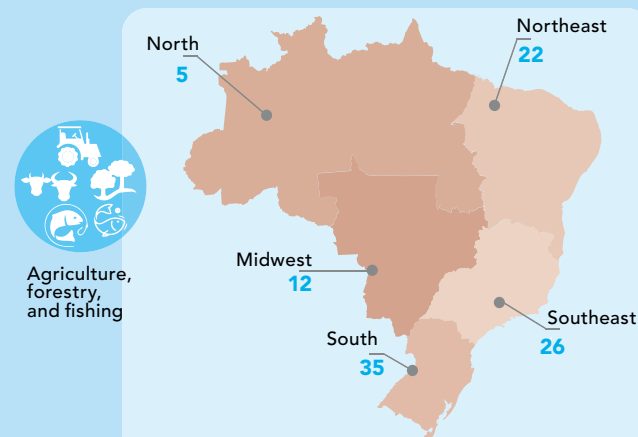 Northeast
22
North
5
Agriculture,
forestry,
and fishing
Midwest
12
Southeast
26
South
35